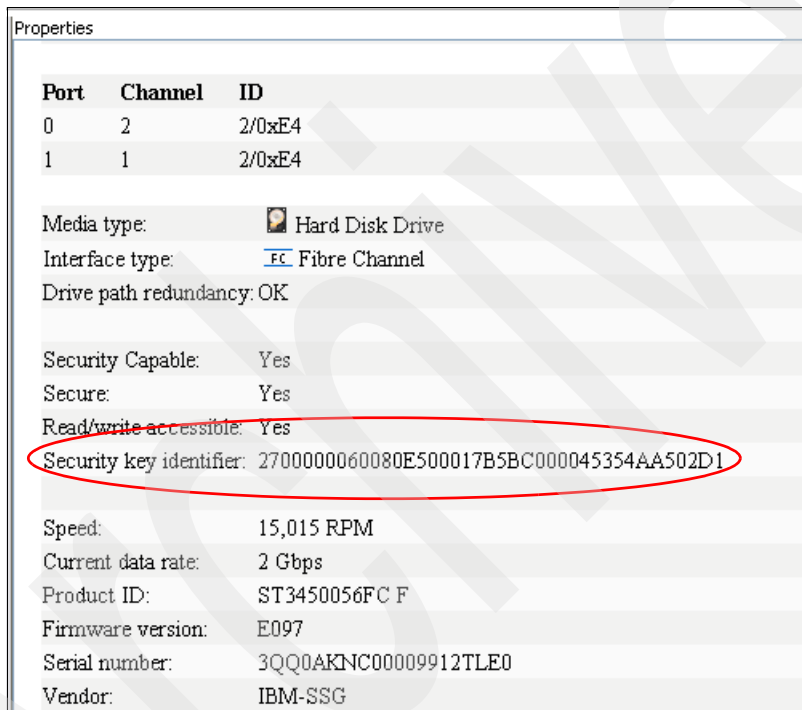 Properties
Port Channel ID
0 2 2/0xE4
1 1 2/0xE4
Media type: Hard Disk Drive
Interface type: FC Fibre Channel
Drive path redundancy: OK
Security Capable: Yes
Secure: Yes
Read/write accessible: Yes
Security key identifier: 2700000060080E500017B5BC000045354AA502D1
Speed: 15,015 RPM
Current data rate: 2 Gbps
Product ID: ST3450056FC F
Firmware version: E097
Serial number: 3QQ0AKNC00009912TLE0
Vendor: IBM-SSG